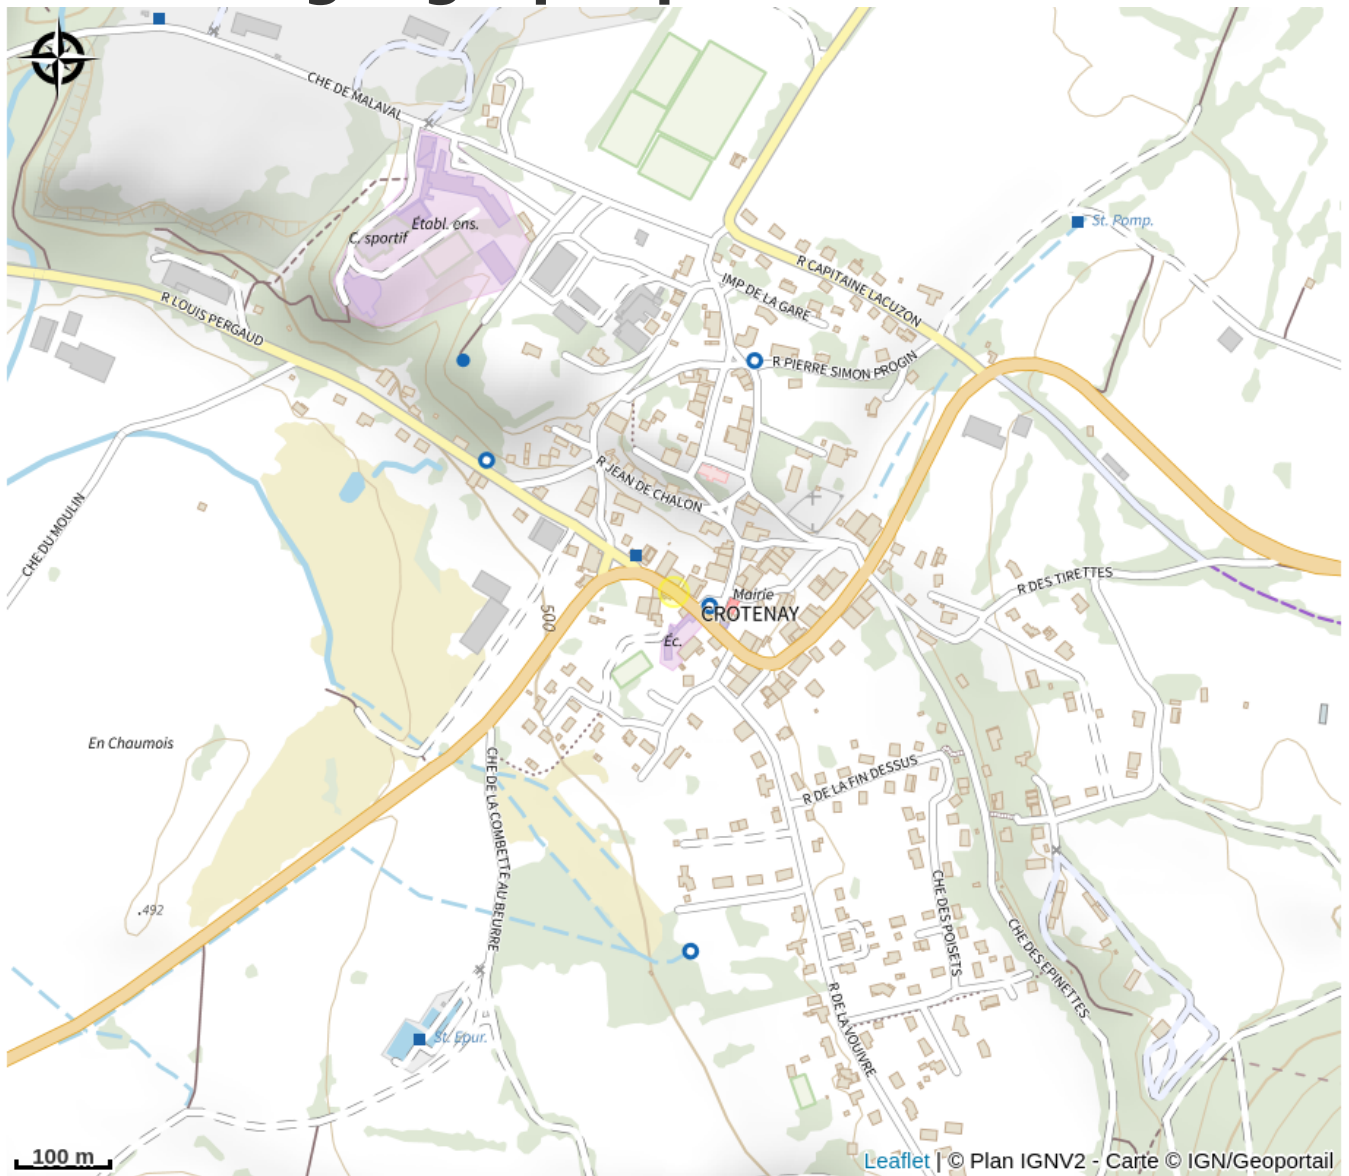 CHE DE MALAVAL
St. Pomp.
Établ. ens.
C. sportif
R CAPITAINE LACUZON
IMP DE LA GARE
R LOUIS PERGAUD
R PIERRE SIMON PROGIN
R JEAN DE CHALON
CHE DU MOULIN
R DES TIRETTES
Mairie
CROTENAY
500
Éc.
En Chaumois
CHE DE LA COMBETTE AU BEURRE
R DE LA FIN DESSUS
.492
CHE DES POISETS
CHE DES EPINETTES
R DE LA VOUIVRE
St. Epur.
100 m
Leaflet | © Plan IGNV2 - Carte © IGN/Geoportail